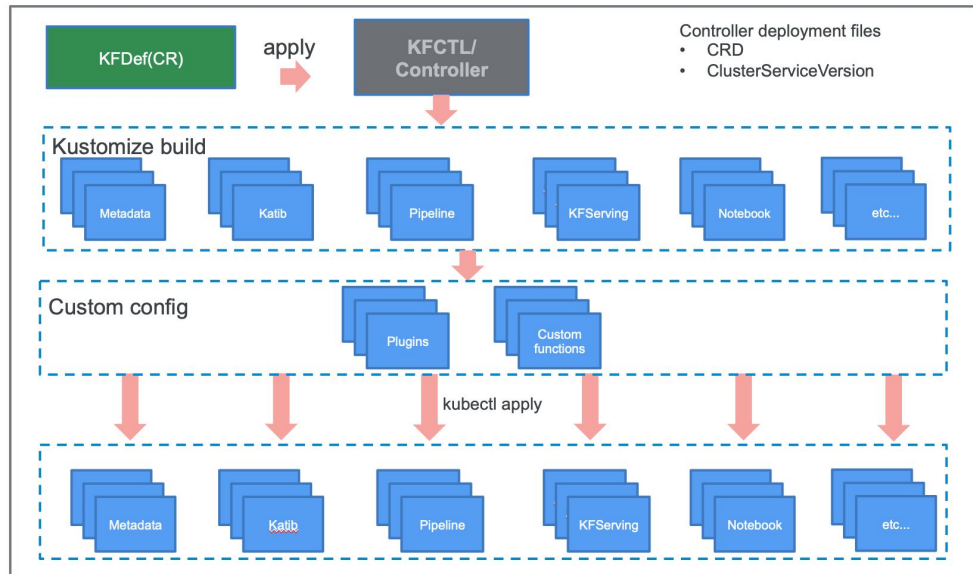 KFDef(CR)
apply
KFCTL/
Controller
Controller deployment files
• CRD
• ClusterServiceVersion
Kustomize build
Metadata
Katib
Pipeline
KFServing
Notebook
etc...
Custom config
Plugins
Custom
functions
kubectl apply
Metadata
Katib
Pipeline
KFServing
Notebook
etc...